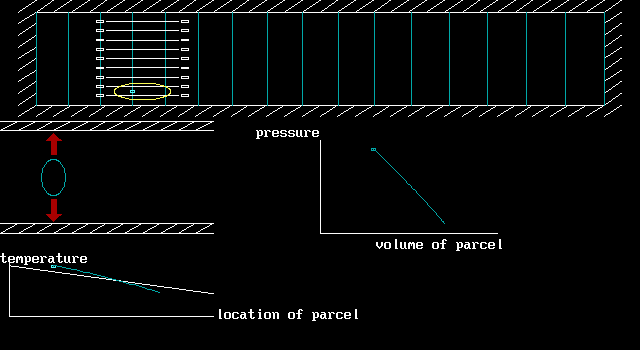 pressure
volume of parcel
temperature
location of parcel